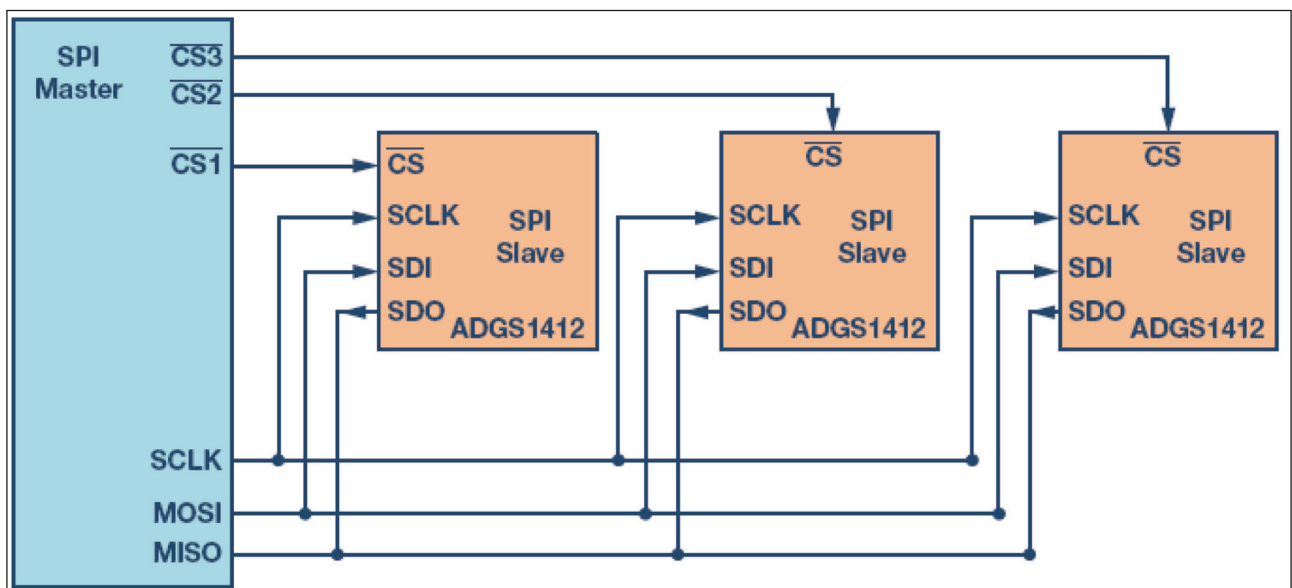 SPI
Master
CS3
CS2
CS1
SCLK
MOSI
MISO
CS
SCLK
SDI
SDO
SPI
Slave
ADGS1412
CS
SCLK
SDI
SDO
SPI
Slave
ADGS1412
CS
SCLK
SDI
SDO
SPI
Slave
ADGS1412